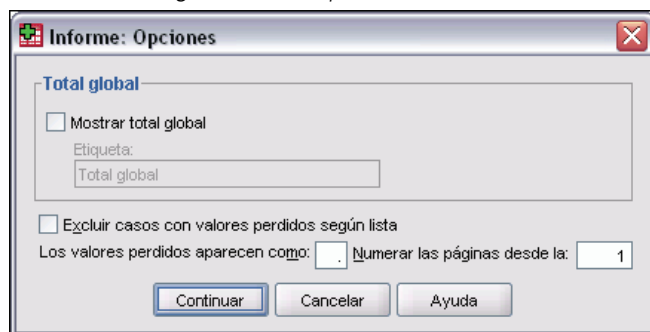 Informe: Opciones
Total global
Mostrar total global
Etiqueta:
Total global
Excluir casos con valores perdidos según lista
Los valores perdidos aparecen como: . Numerar las páginas desde la: 1
Continuar Cancelar Ayuda